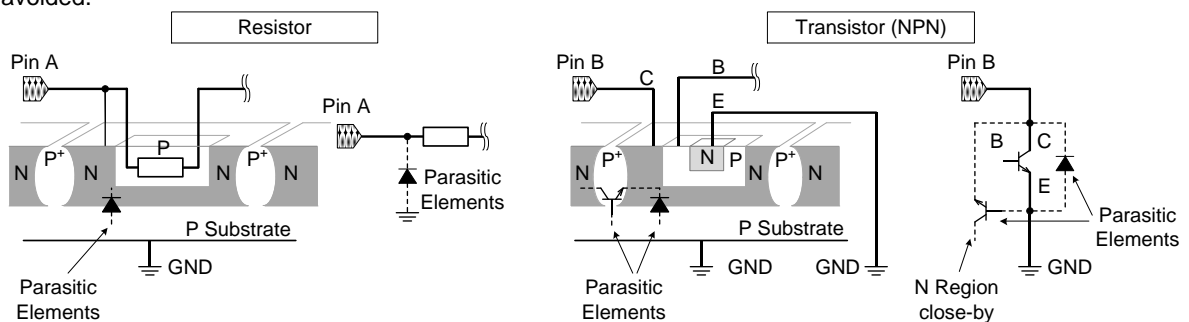 avoided.
Resistor
Transistor (NPN)
Pin A
Pin A
N
P+
N
P
N
P+
N
Parasitic
Elements
P Substrate
GND
Parasitic
Elements
Pin B
C
B
E
N
P+
N
N
P
N
P+
N
P Substrate
GND
GND
Parasitic
Elements
Pin B
B
C
E
Parasitic
Elements
GND
N Region
close-by